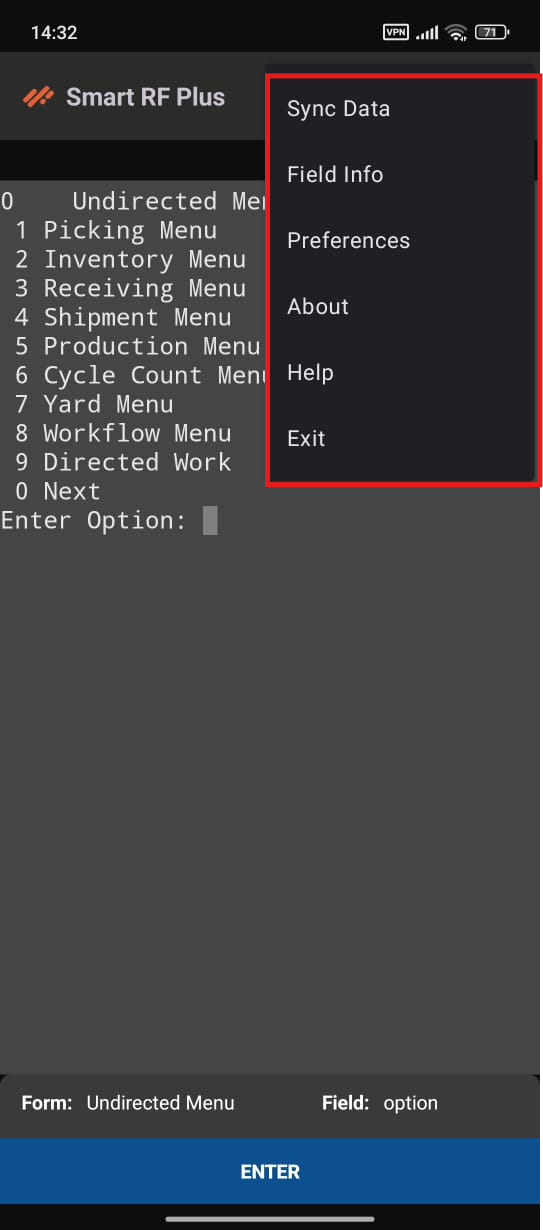 14:32
VPN
71
Smart RF Plus
Sync Data
Field Info
Preferences
About
Help
Exit
0 Undirected Me
1 Picking Menu
2 Inventory Menu
3 Receiving Menu
4 Shipment Menu
5 Production Menu
6 Cycle Count Menu
7 Yard Menu
8 Workflow Menu
9 Directed Work
0 Next
Enter Option:
Form: Undirected Menu Field: option
ENTER